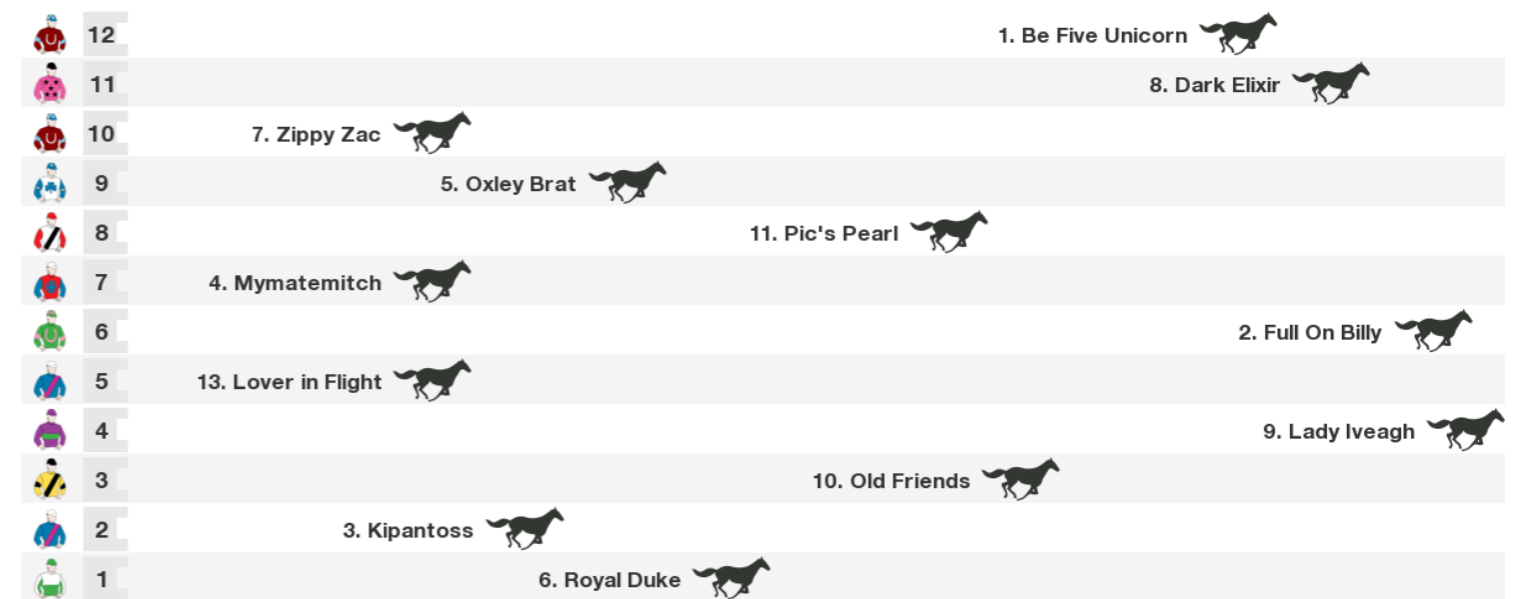 12 1. Be Five Unicorn
11 8. Dark Elixir
10 7. Zippy Zac
9 5. Oxley Brat
8 11. Pic's Pearl
7 4. Mymatemitch
6 2. Full On Billy
5 13. Lover in Flight
4 9. Lady Iveagh
3 10. Old Friends
2 3. Kipantoss
1 6. Royal Duke